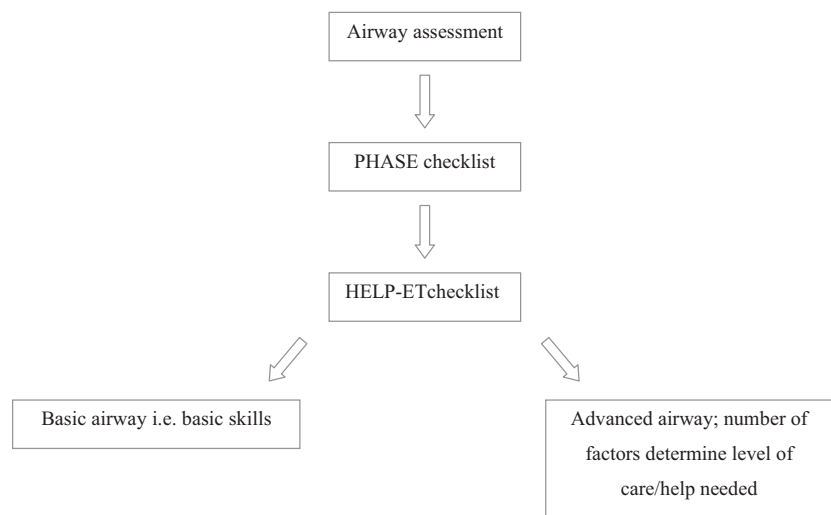 Airway assessment
PHASE checklist
HELP-ETchecklist
Basic airway i.e. basic skills
Advanced airway; number of
factors determine level of
care/help needed